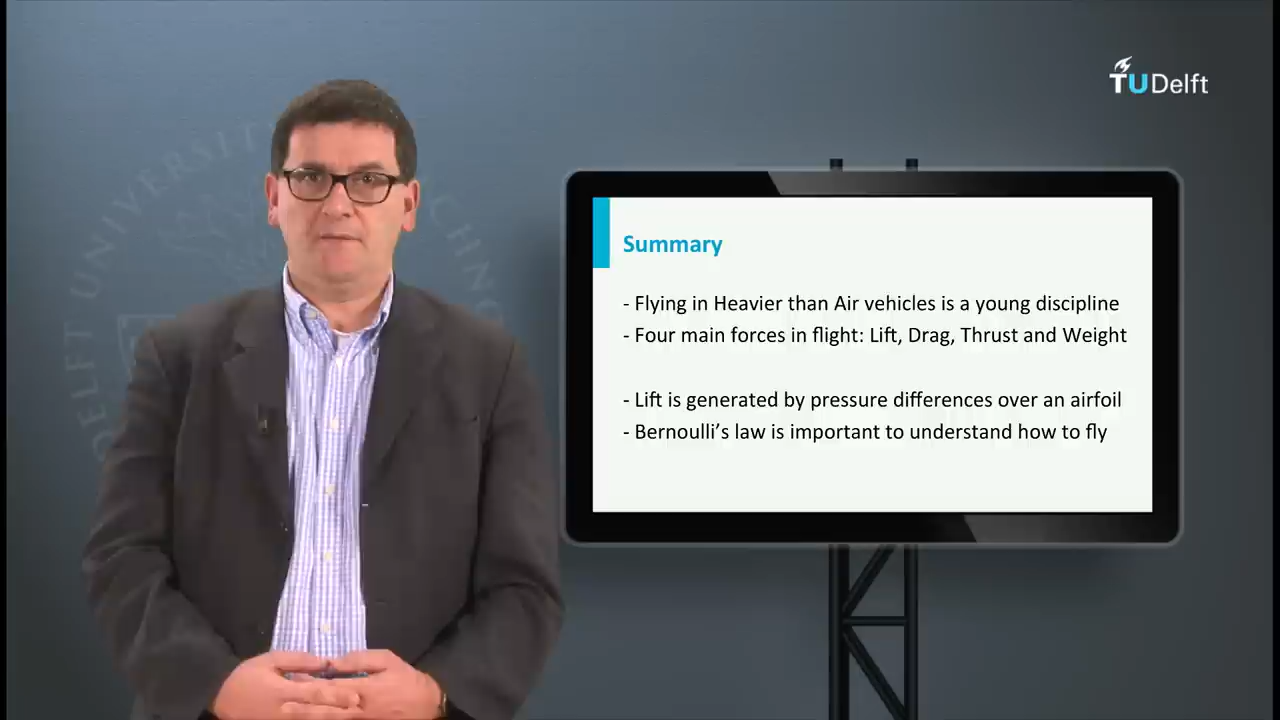 TUDelft
DELFT UNIVERSITY
Summary
- Flying in Heavier than Air vehicles is a young discipline
- Four main forces in flight: Lift, Drag, Thrust and Weight
- Lift is generated by pressure differences over an airfoil
- Bernoulli’s law is important to understand how to fly